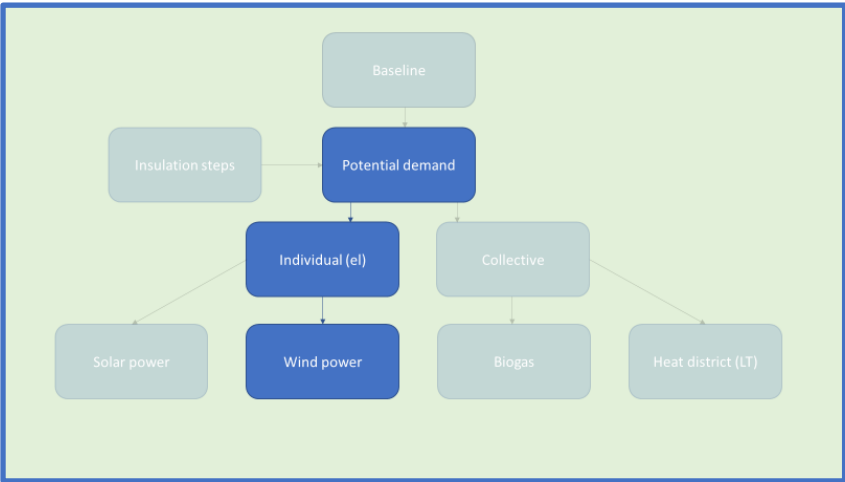 Baseline
Insulation steps
Potential demand
Individual (el)
Collective
Solar power
Wind power
Biogas
Heat district (LT)